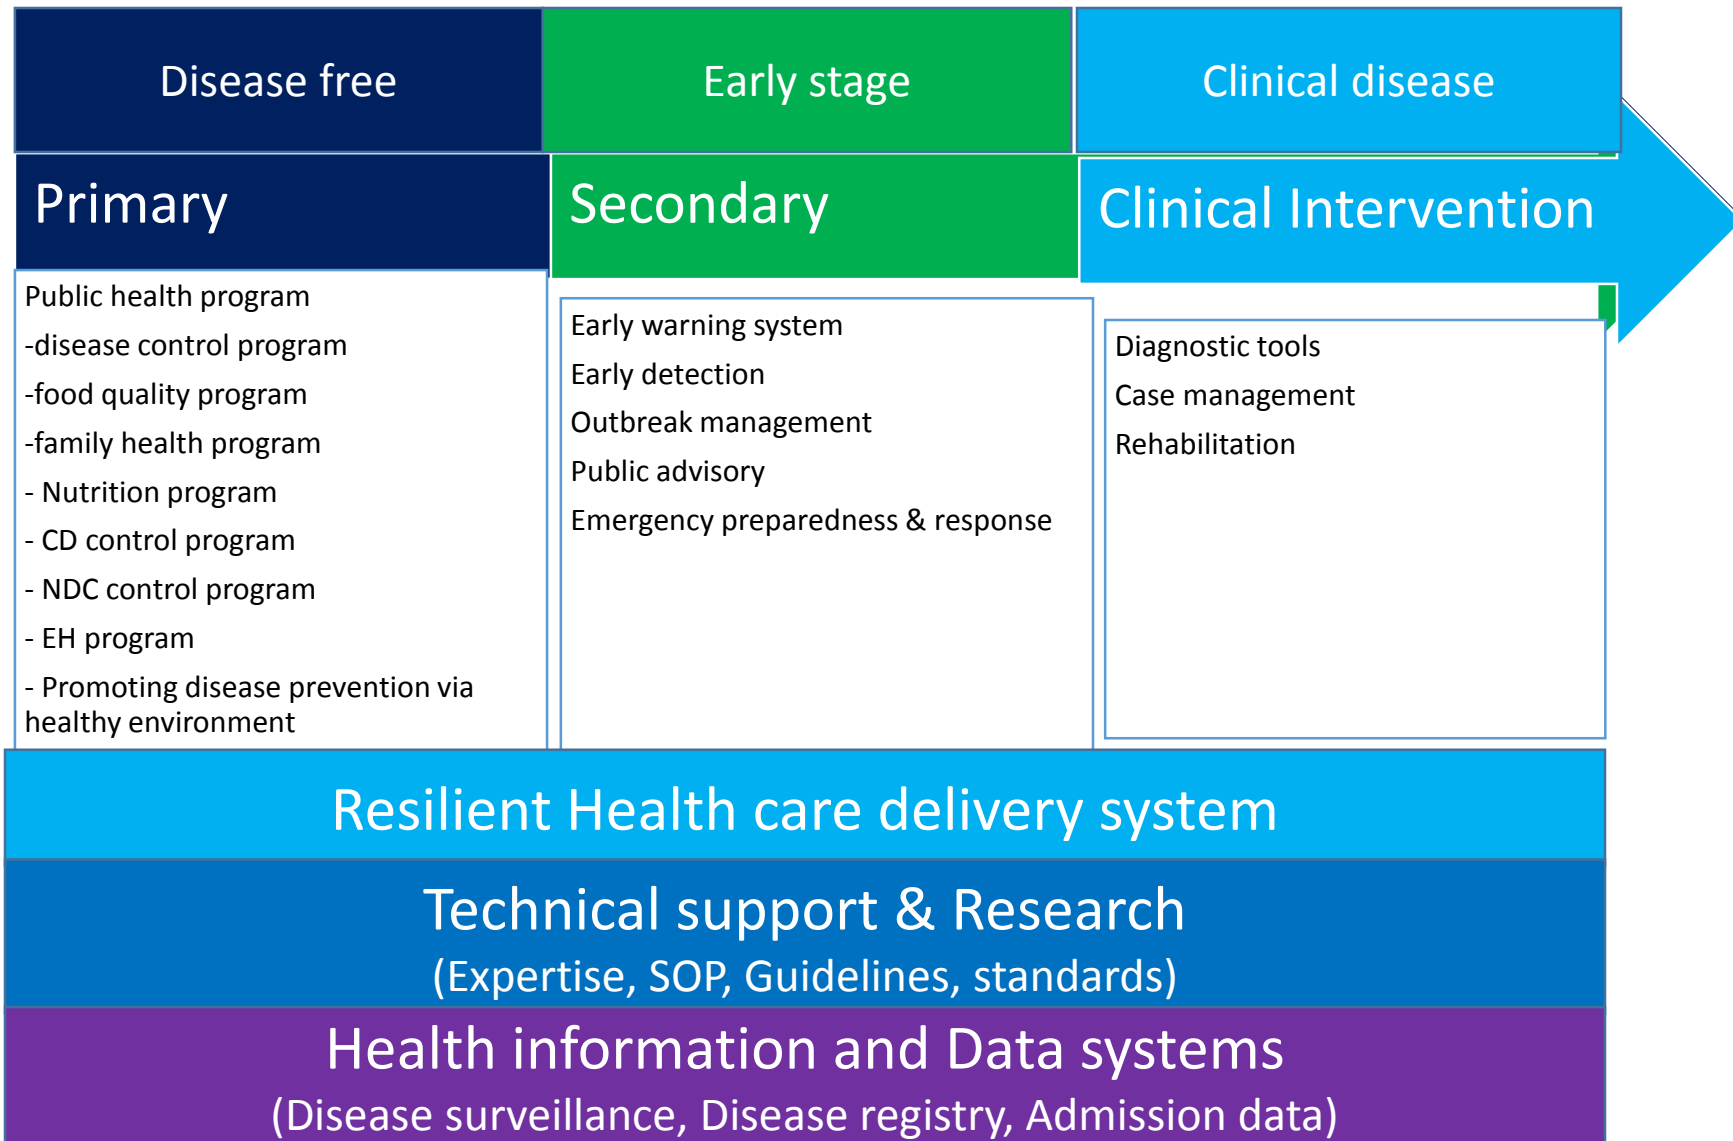 Disease free
Early stage
Clinical disease
Primary
Secondary
Clinical Intervention
Public health program
-disease control program
-food quality program
-family health program
- Nutrition program
- CD control program
- NDC control program
- EH program
- Promoting disease prevention via
healthy environment
Early warning system
Early detection
Outbreak management
Public advisory
Emergency preparedness & response
Diagnostic tools
Case management
Rehabilitation
Resilient Health care delivery system
Technical support & Research
(Expertise, SOP, Guidelines, standards)
Health information and Data systems
(Disease surveillance, Disease registry, Admission data)